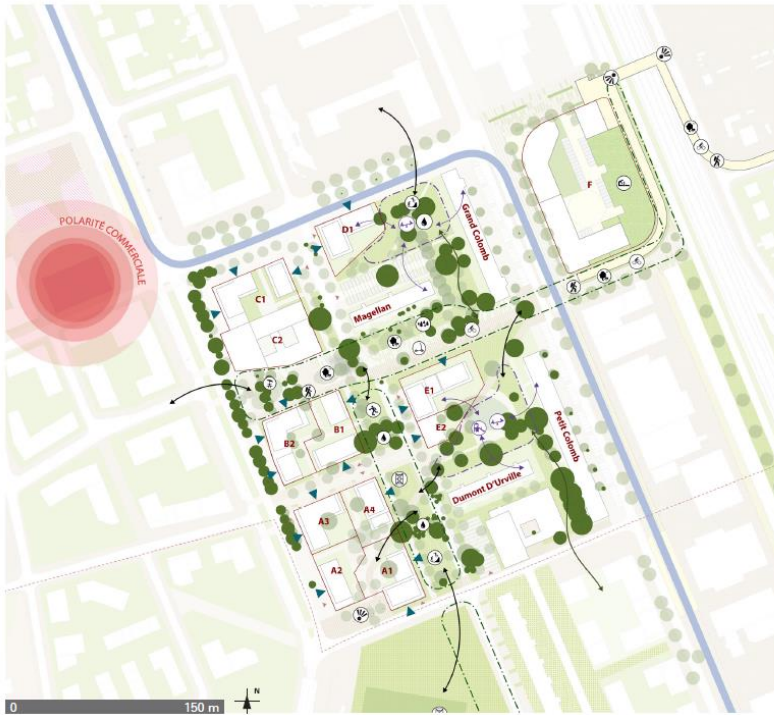 POLARITÉ COMMERCIALE
F
D1
Grand Colomb
C1
Magellan
C2
E1
B1
E2
B2
Petit Colomb
A4
Dumont D'Urville
A3
A2
A1
0
150 m
N